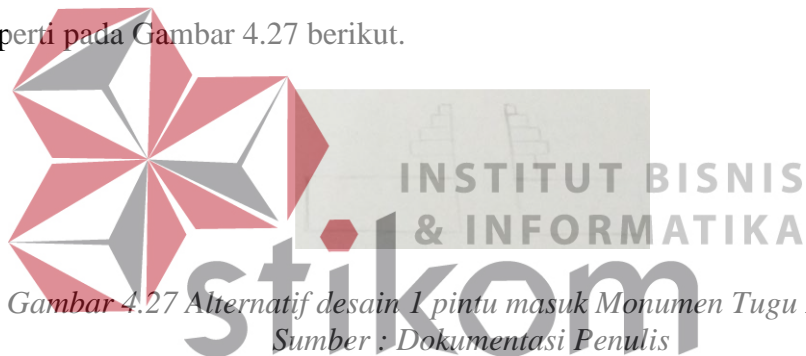 perti pada Gambar 4.27 berikut.
INSTITUT BISNIS
& INFORMATIKA
stikom
Gambar 4.27 Alternatif desain 1 pintu masuk Monumen Tugu
Sumber : Dokumentasi Penulis